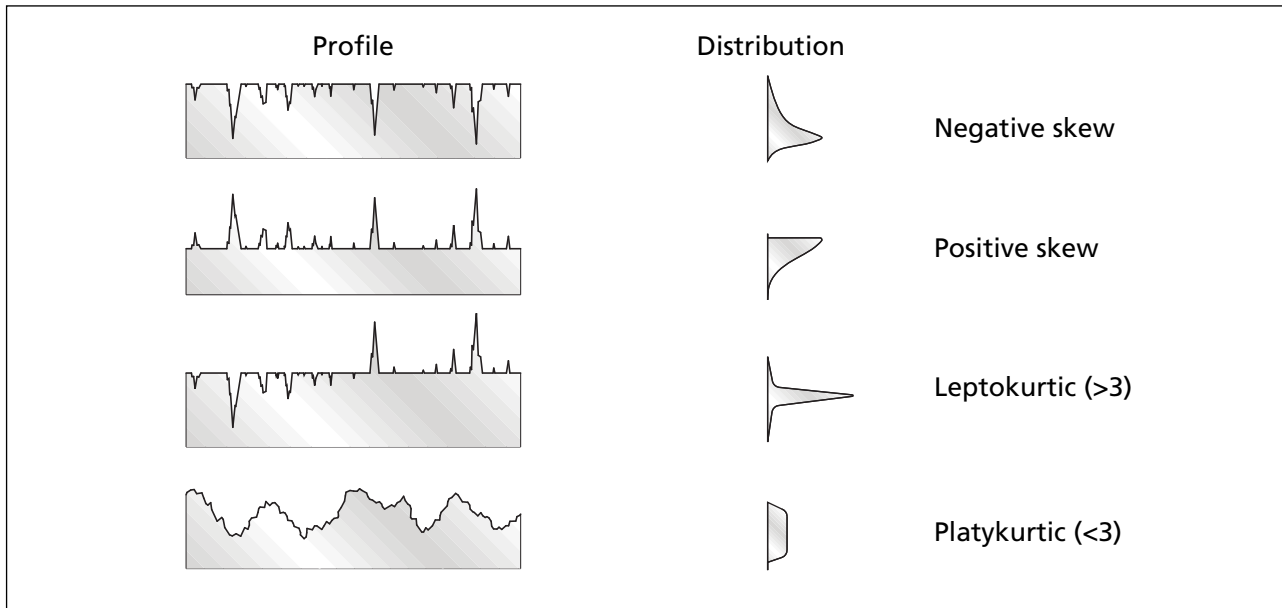 Profile
Distribution
Negative skew
Positive skew
Leptokurtic (>3)
Platykurtic (<3)